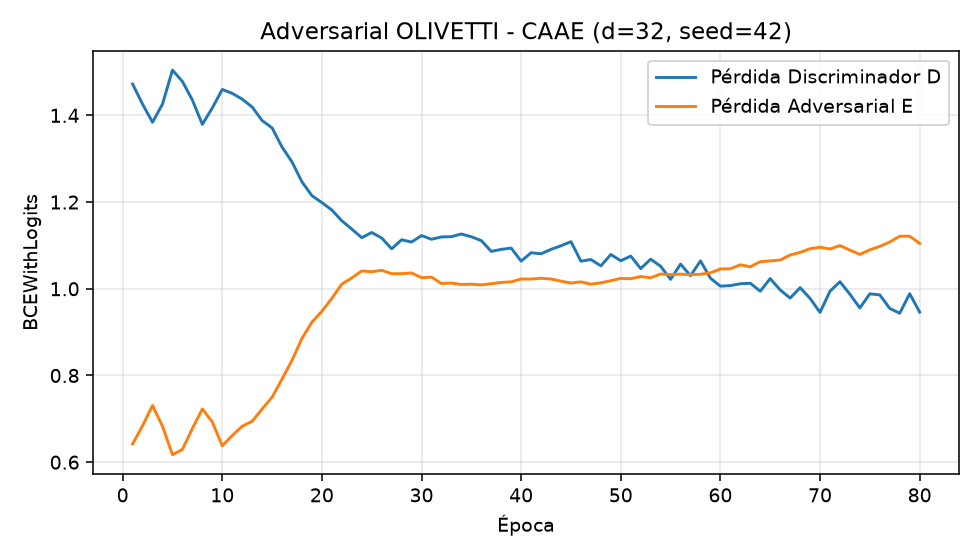 Adversarial OLIVETTI - CAAE (d=32, seed=42)
Pérdida Discriminador D
Pérdida Adversarial E
BCEWithLogits
1.4
1.2
1.0
0.8
0.6
0 10 20 30 40 50 60 70 80
Época